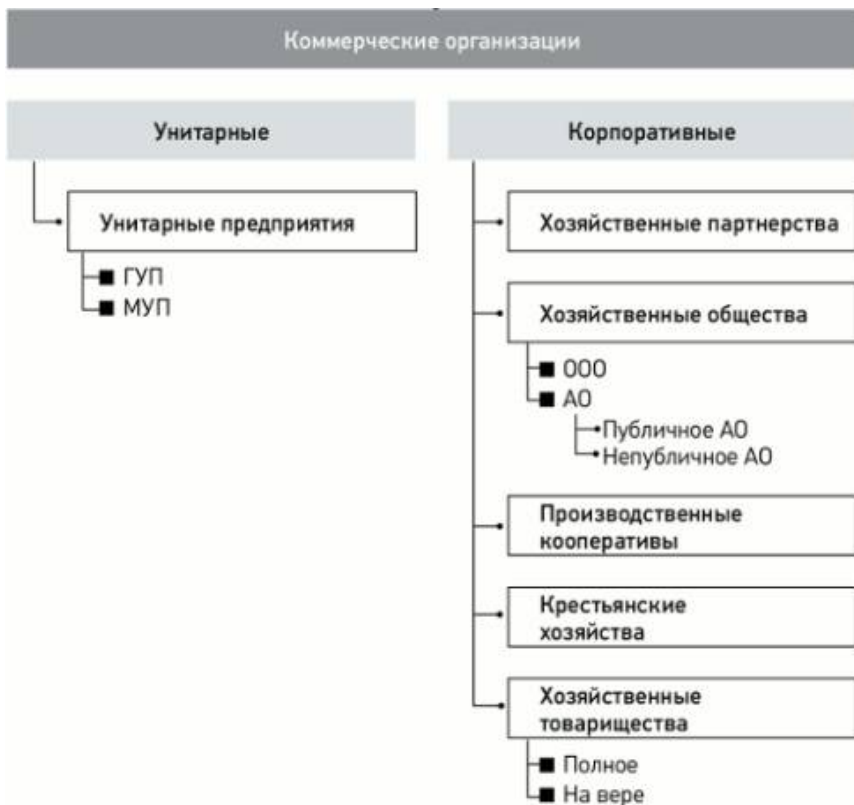 Коммерческие организации
Унитарные
Унитарные предприятия
ГУП
МУП
Корпоративные
Хозяйственные партнерства
Хозяйственные общества
ООО
АО
Публичное АО
Непубличное АО
Производственные
кооперативы
Крестьянские
хозяйства
Хозяйственные
товарищества
Полное
На вере